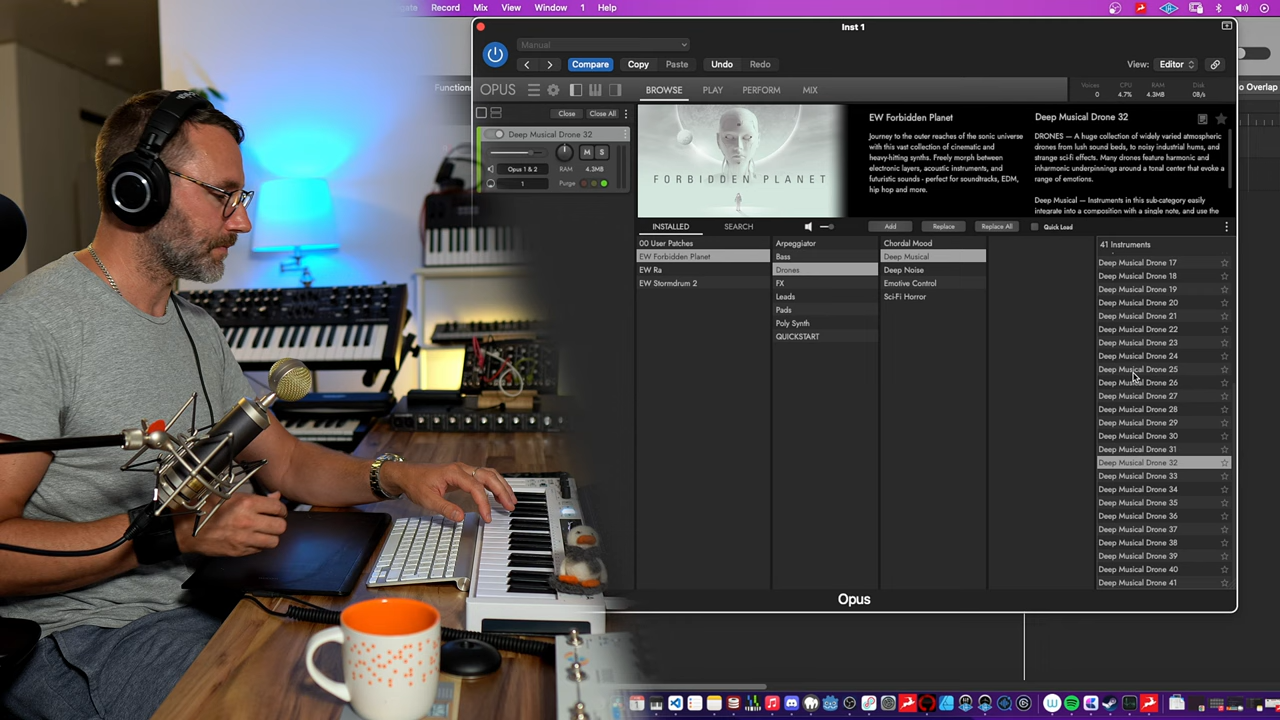 Record Mix View Window 1 Help
Inst 1
Manual
Compare Copy Paste Undo Redo
View: Editor
Functions
o Overlap
OPUS
BROWSE PLAY PERFORM MIX
Voices CPU RAM Disk
0 4.7% 4.3MB 0B/s
Close Close All
Deep Musical Drone 32
M S
Opus 1 & 2
RAM 4.3MB
1
Purge
FORBIDDEN PLANET
EW Forbidden Planet
Journey to the outer reaches of the sonic universe
with this vast collection of cinematic and
heavy-hitting synths. Freely morph between
electronic layers, acoustic instruments, and
futuristic sounds - perfect for soundtracks, EDM,
hip hop and more.
Deep Musical Drone 32
DRONES — A huge collection of widely varied atmospheric
drones from lush sound beds, to noisy industrial hums, and
strange sci-fi effects. Many drones feature harmonic and
inharmonic underpinnings around a tonal center that evoke a
range of emotions.
Deep Musical — Instruments in this sub-category easily
integrate into a composition with a single note, and use the
INSTALLED SEARCH
Add Replace Replace All Quick Load
00 User Patches
EW Forbidden Planet
EW Ra
EW Stormdrum 2
Arpeggiator
Bass
Drones
FX
Leads
Pads
Poly Synth
QUICKSTART
Chordal Mood
Deep Musical
Deep Noise
Emotive Control
Sci-Fi Horror
41 Instruments
Deep Musical Drone 17
Deep Musical Drone 18
Deep Musical Drone 19
Deep Musical Drone 20
Deep Musical Drone 21
Deep Musical Drone 22
Deep Musical Drone 23
Deep Musical Drone 24
Deep Musical Drone 25
Deep Musical Drone 26
Deep Musical Drone 27
Deep Musical Drone 28
Deep Musical Drone 29
Deep Musical Drone 30
Deep Musical Drone 31
Deep Musical Drone 32
Deep Musical Drone 33
Deep Musical Drone 34
Deep Musical Drone 35
Deep Musical Drone 36
Deep Musical Drone 37
Deep Musical Drone 38
Deep Musical Drone 39
Deep Musical Drone 40
Deep Musical Drone 41
Opus